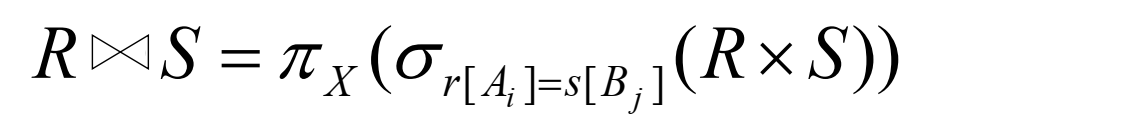 R ⋈ S = π_X(σ_{r[A_i]=s[B_j]}(R × S))